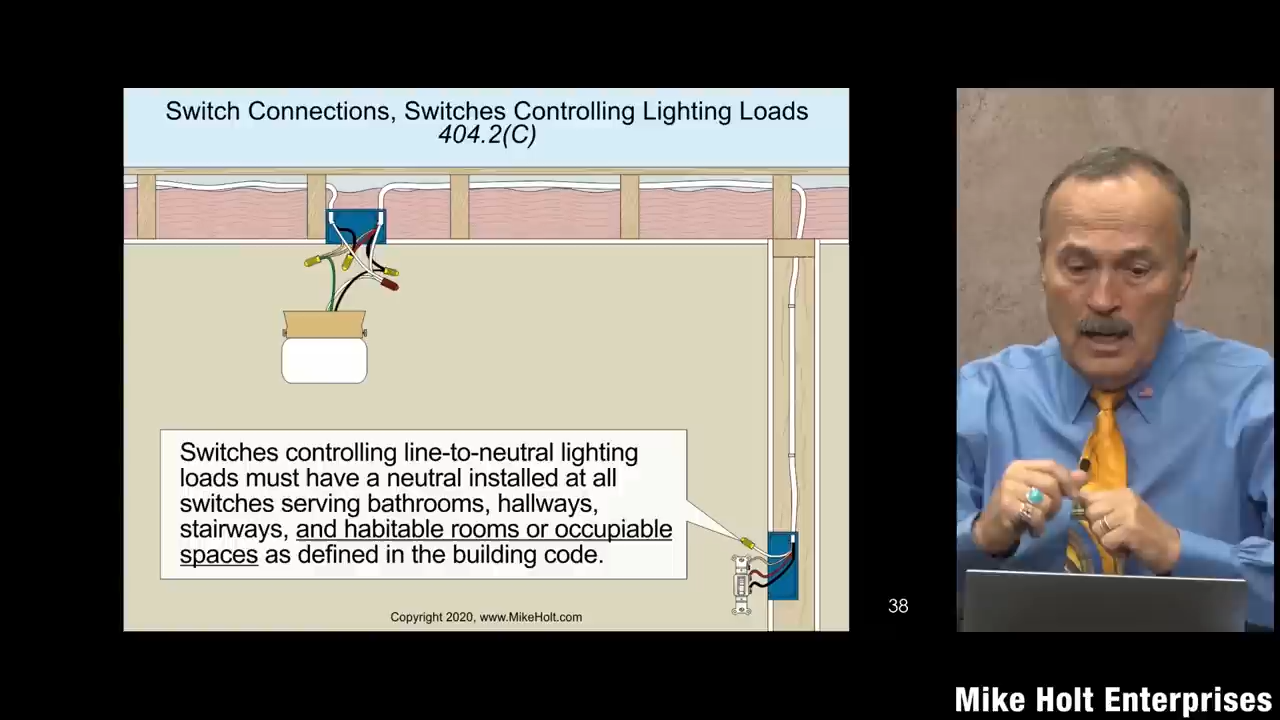 Switch Connections, Switches Controlling Lighting Loads
404.2(C)
Switches controlling line-to-neutral lighting
loads must have a neutral installed at all
switches serving bathrooms, hallways,
stairways, and habitable rooms or occupiable
spaces as defined in the building code.
Copyright 2020, www.MikeHolt.com
38
Mike Holt Enterprises